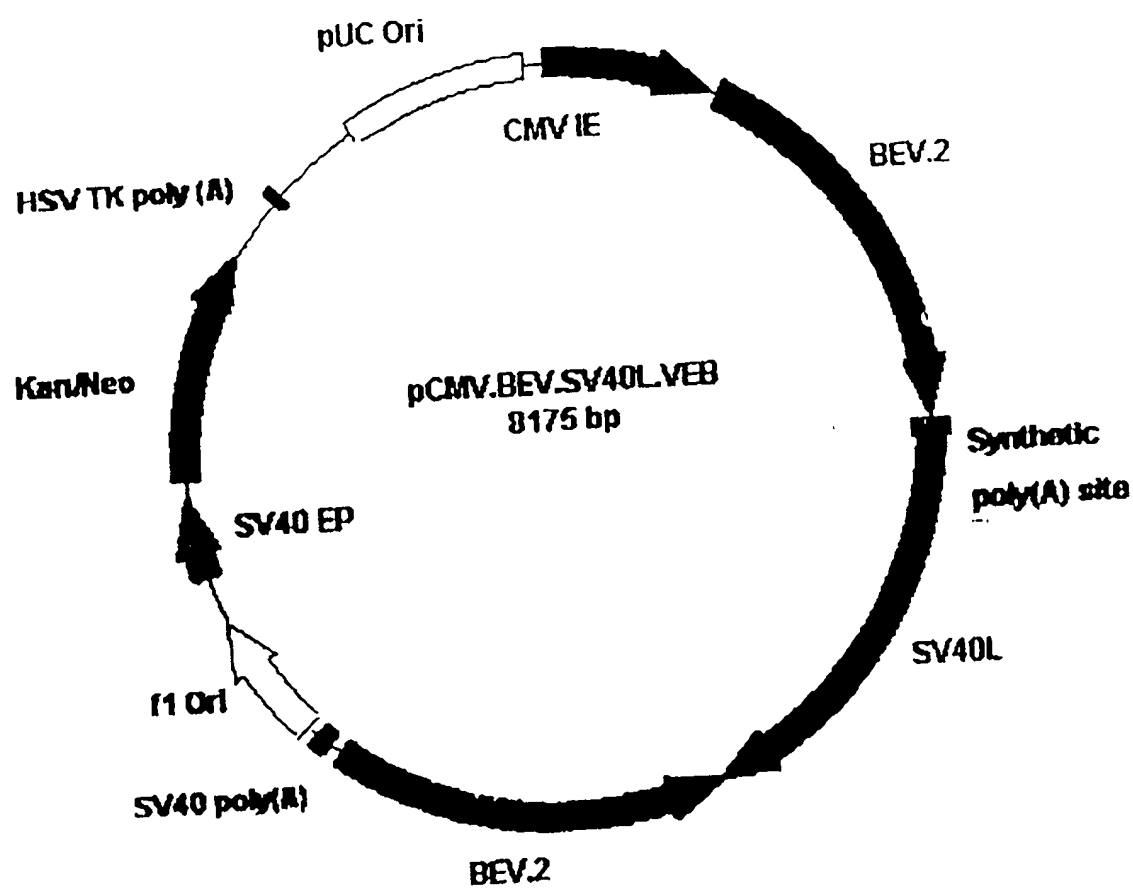 pUC Ori
CMV IE
BEV.2
HSV TK poly (A)
Kan/Neo
pCMV.BEV.SV40L.VEB
8175 bp
Synthetic
poly(A) site
SV40 EP
SV40L
f1 Ori
SV40 poly(A)
BEV.2